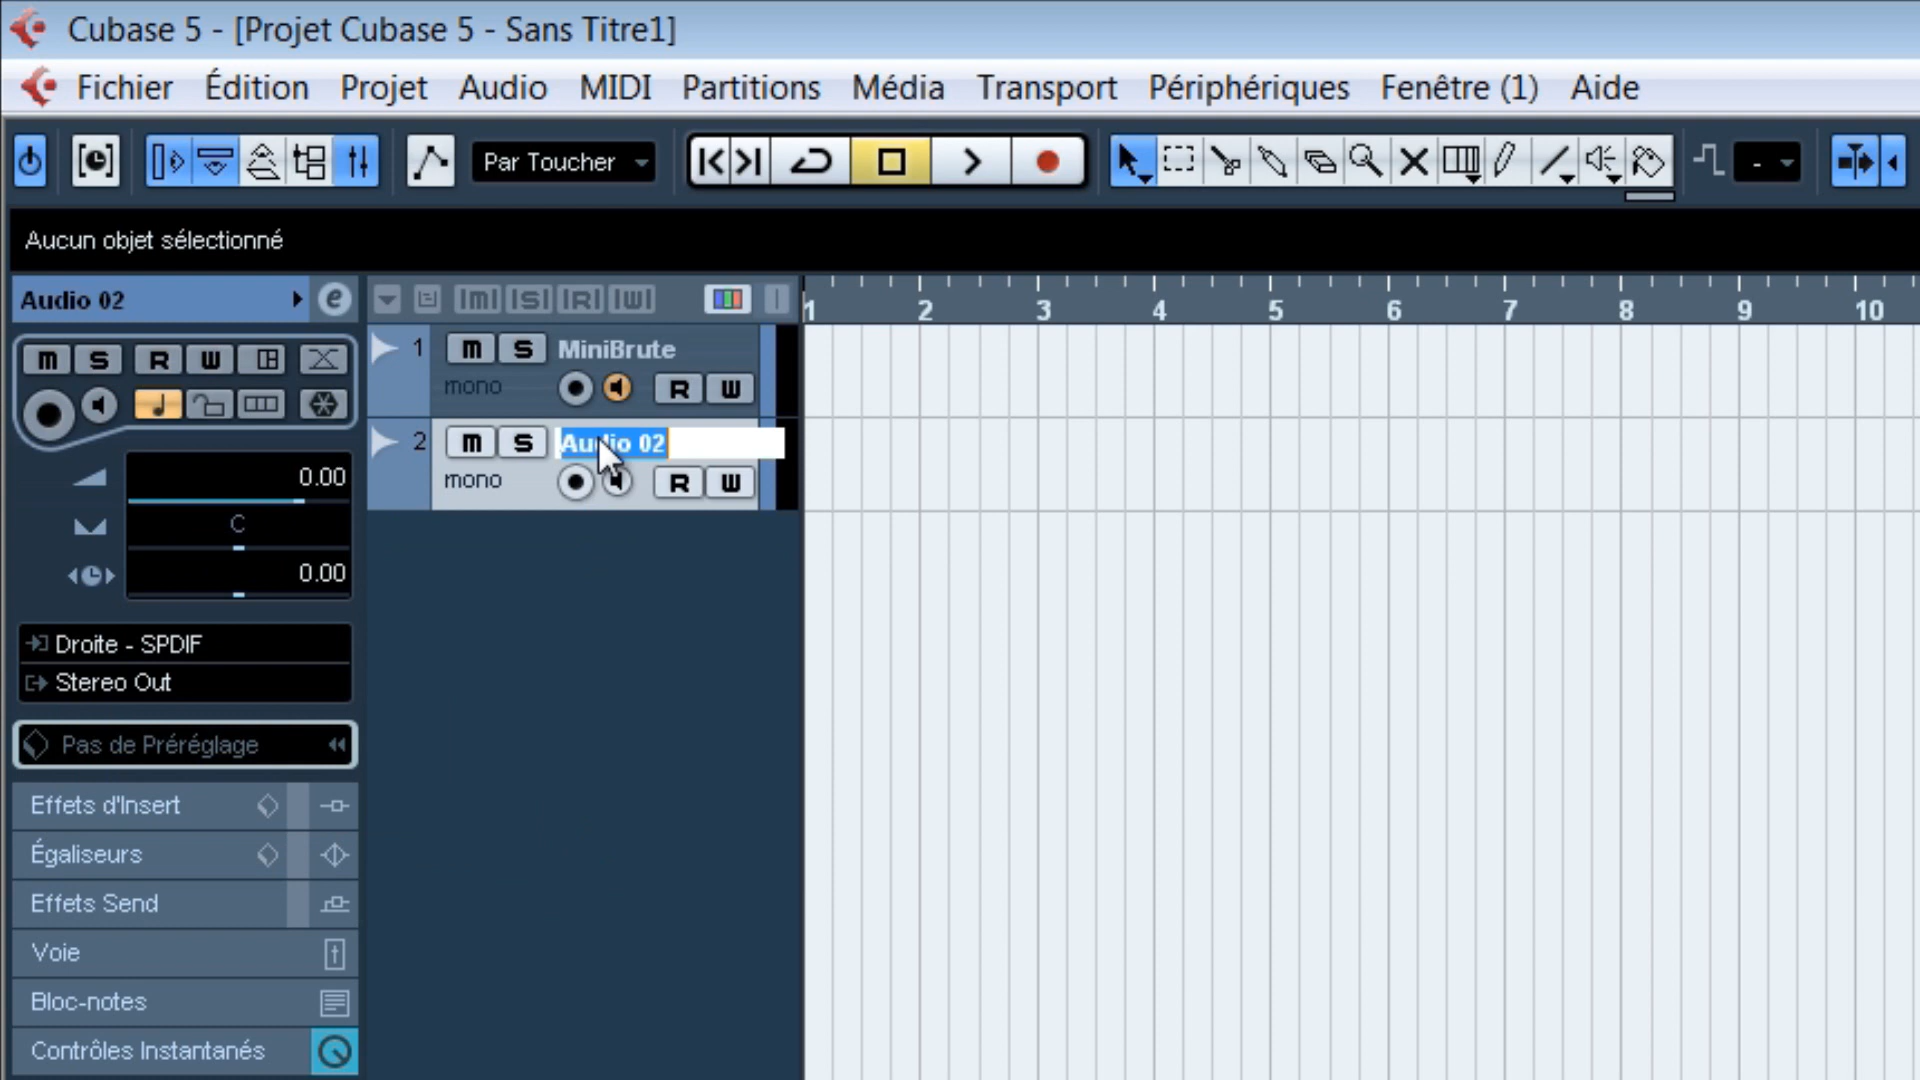 Cubase 5 - [Projet Cubase 5 - Sans Titre1]
Fichier Édition Projet Audio MIDI Partitions Média Transport Périphériques Fenêtre (1) Aide
Par Toucher -
Aucun objet sélectionné
Audio 02 e
m S R W
0.00
C
0.00
Droite - SPDIF
Stereo Out
Pas de Préréglage
Effets d'Insert
Égaliseurs
Effets Send
Voie
Bloc-notes
Contrôles Instantanés
m S R W
1 m S MiniBrute
mono R W
2 m S Audio 02
mono R W
1 2 3 4 5 6 7 8 9 10